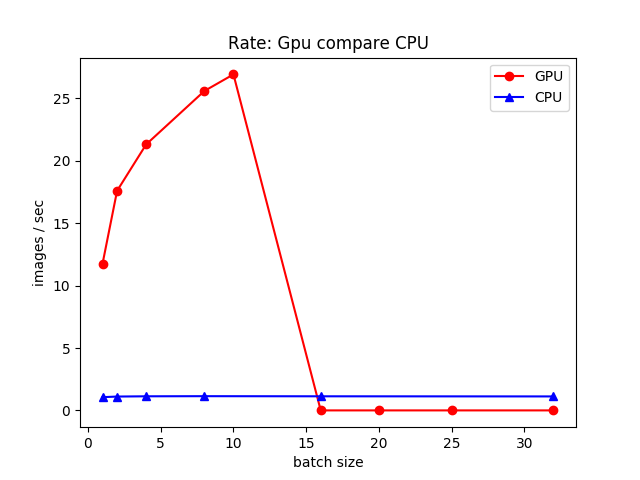 Rate: Gpu compare CPU
GPU
CPU
images / sec
25
20
15
10
5
0
0 5 10 15 20 25 30
batch size